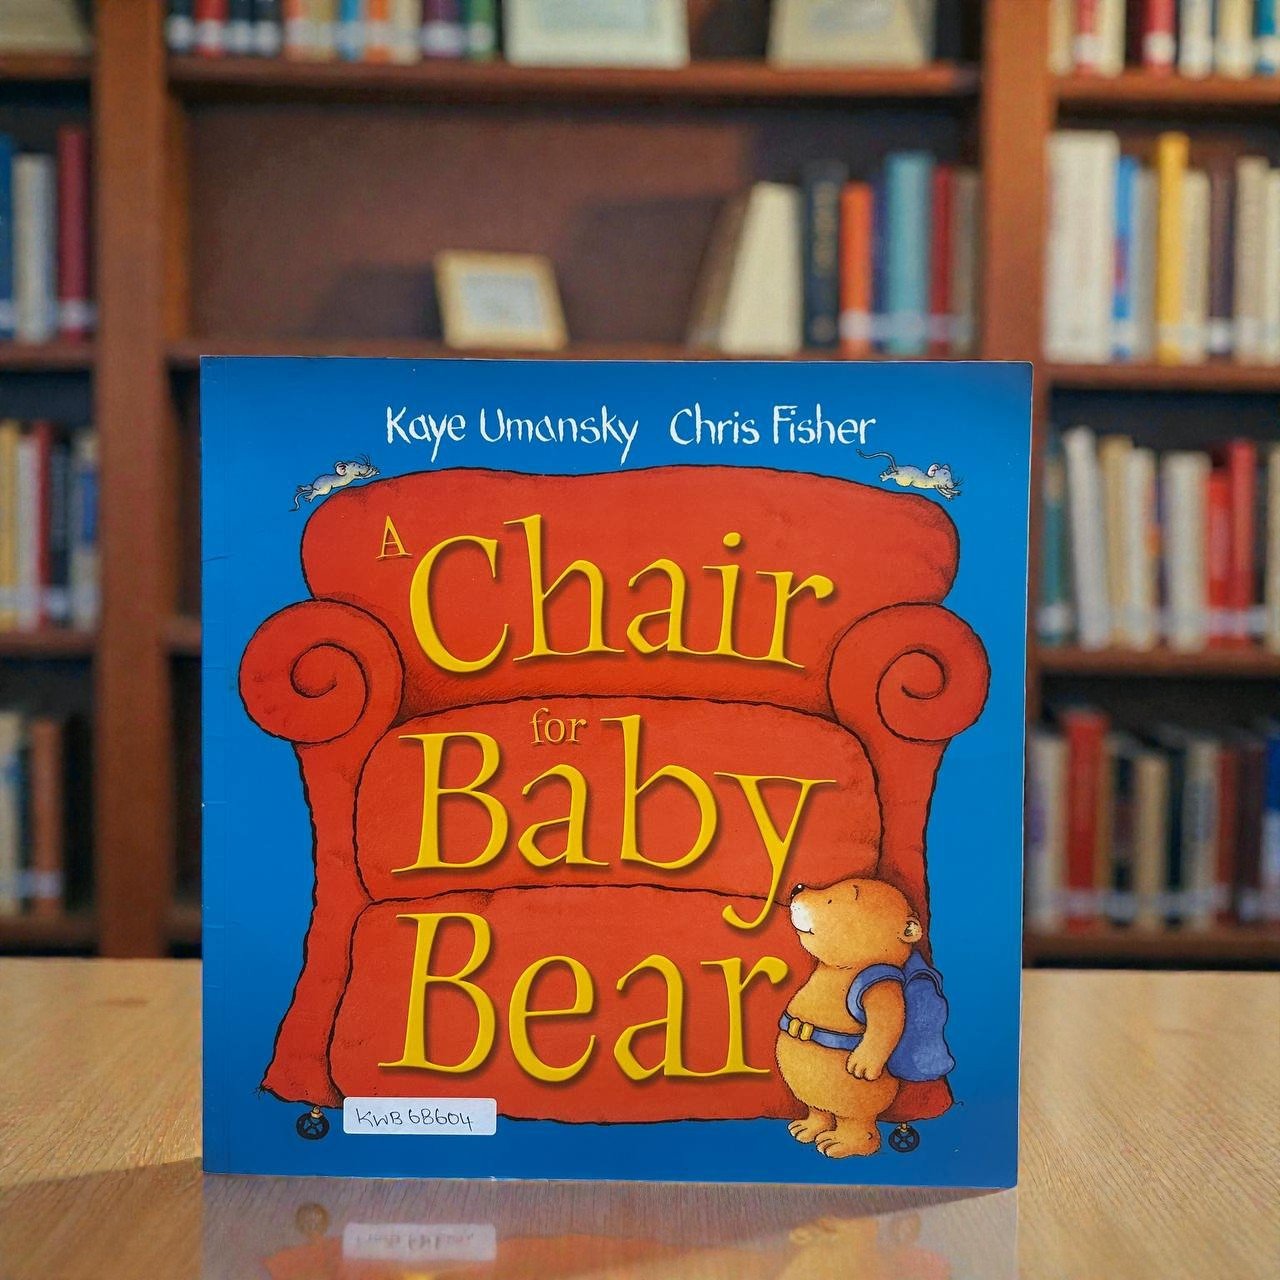 Kaye Umansky Chris Fisher
A Chair
for
Baby
Bear
KWB 68604